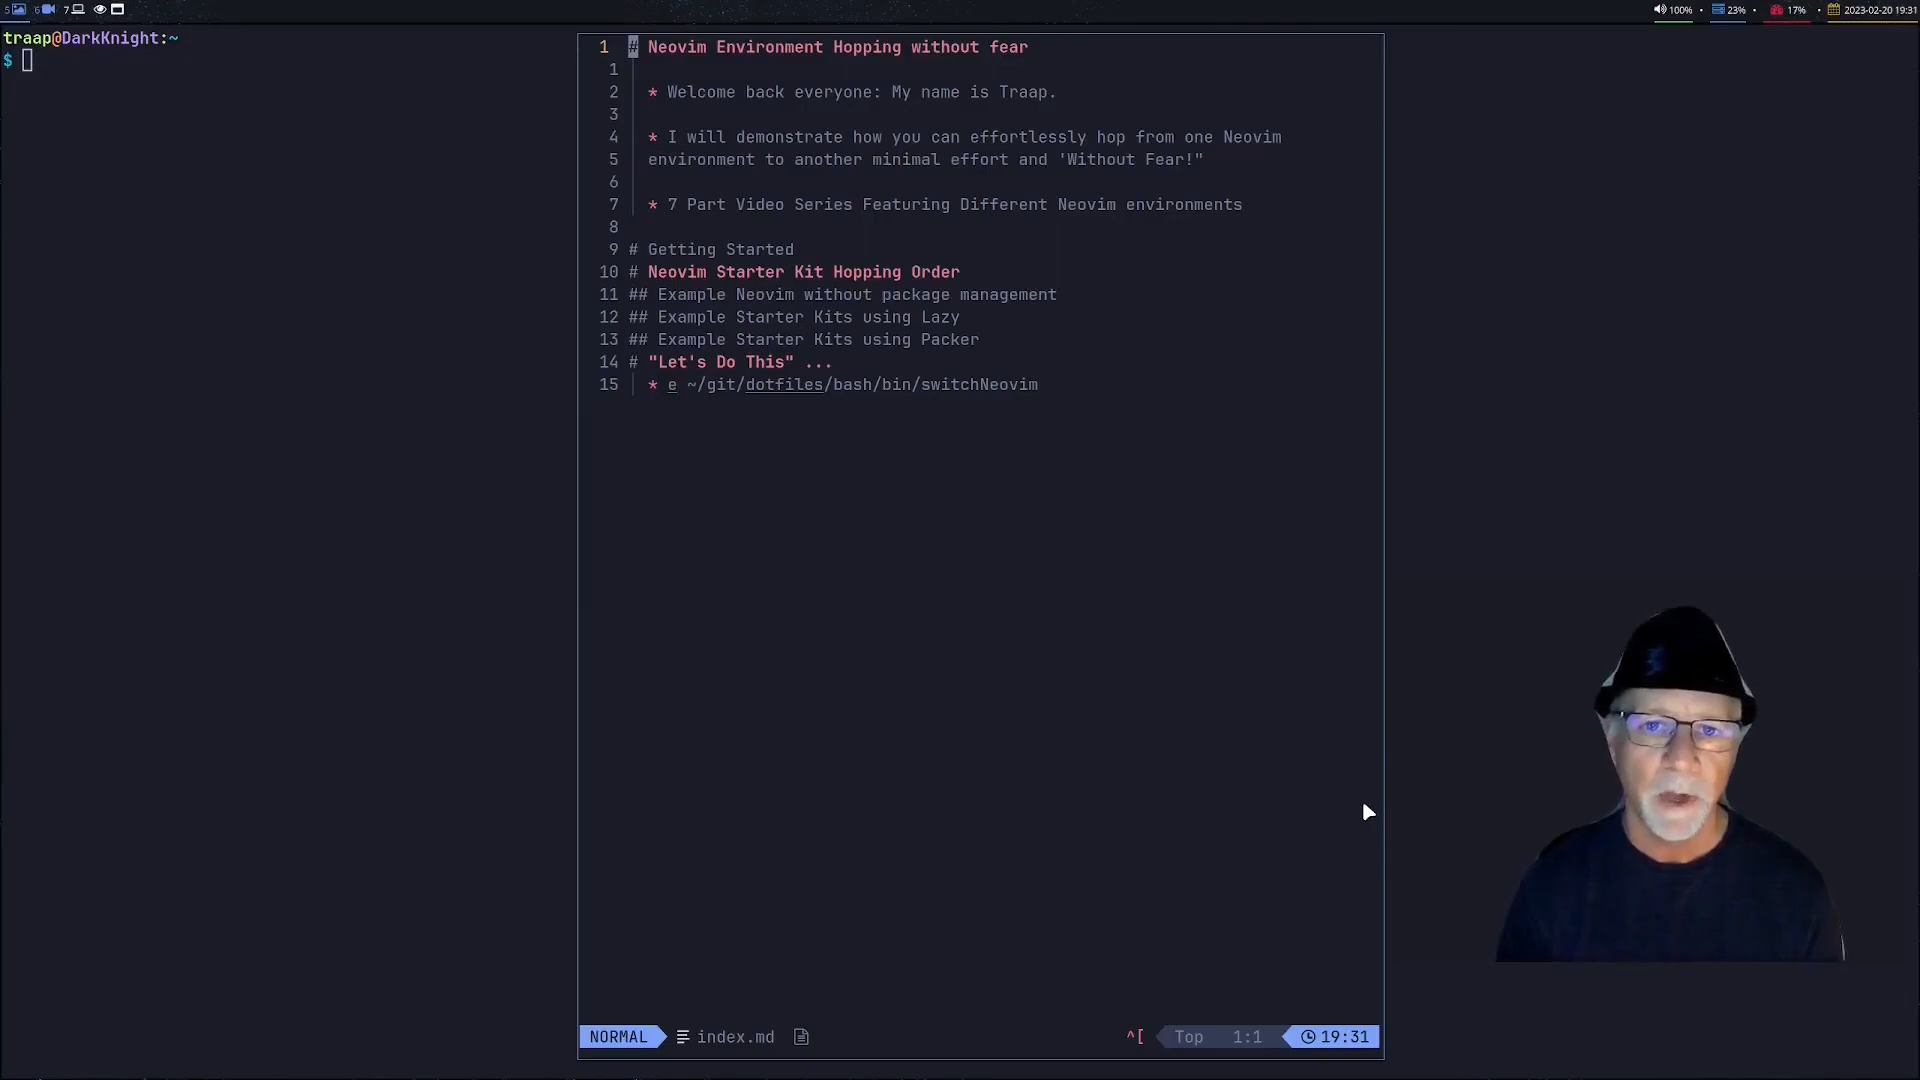 5 6 7 100% 23% 17% 2023-02-20 19:31
traap@DarkKnight:~
$
1 # Neovim Environment Hopping without fear
1
2 * Welcome back everyone: My name is Traap.
3
4 * I will demonstrate how you can effortlessly hop from one Neovim
5 environment to another minimal effort and 'Without Fear!"
6
7 * 7 Part Video Series Featuring Different Neovim environments
8
9 # Getting Started
10 # Neovim Starter Kit Hopping Order
11 ## Example Neovim without package management
12 ## Example Starter Kits using Lazy
13 ## Example Starter Kits using Packer
14 # "Let's Do This" ...
15 * e ~/git/dotfiles/bash/bin/switchNeovim
NORMAL index.md ^[ Top 1:1 19:31